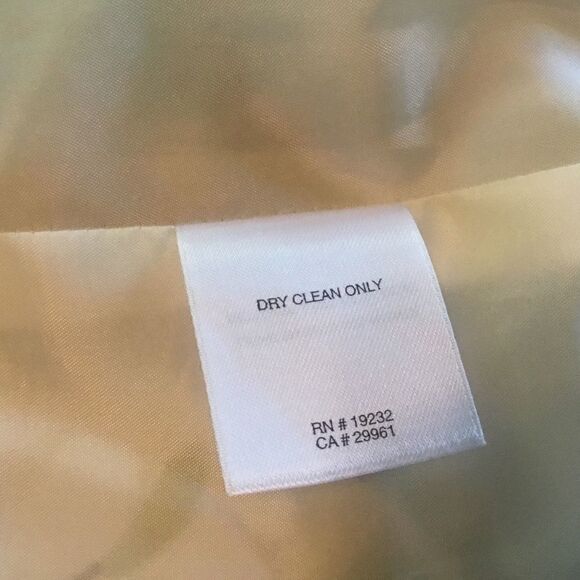 DRY CLEAN ONLY
RN # 19232
CA # 29961